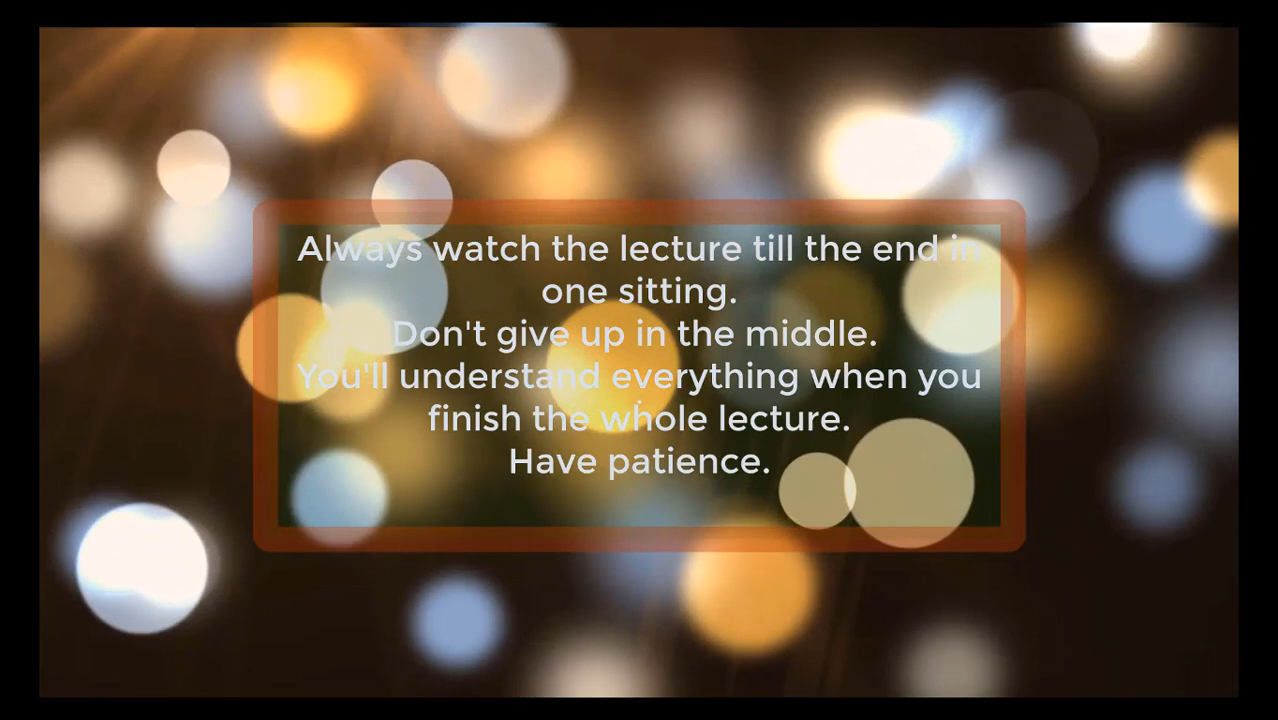 Always watch the lecture till the end in
one sitting.
Don't give up in the middle.
You'll understand everything when you
finish the whole lecture.
Have patience.